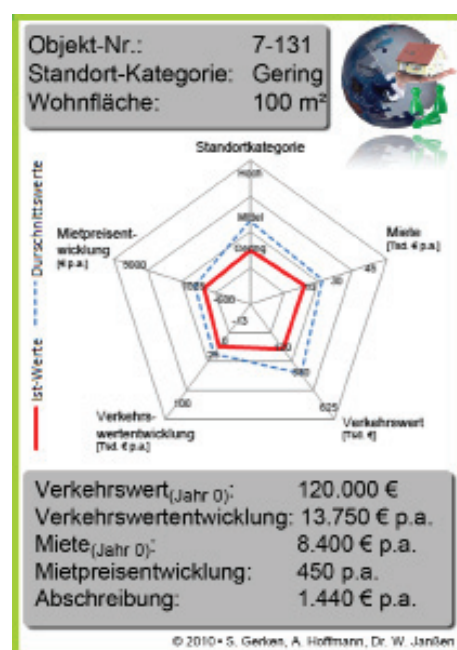 Objekt-Nr.: 7-131
Standort-Kategorie: Gering
Wohnfläche: 100 m²
Standortkategorie
Hoch
Mittel
Gering
Mietpreisent-
wicklung
[€ p.a.]
Miete
[Tsd. € p.a.]
5000
45
30
100
625
Verkehrs-
wertentwicklung
[Tsd. € p.a.]
Verkehrswert
[Tsd. €]
Ist-Werte Durschnittswerte
Verkehrswert(Jahr 0): 120.000 €
Verkehrswertentwicklung: 13.750 € p.a.
Miete(Jahr 0): 8.400 € p.a.
Mietpreisentwicklung: 450 p.a.
Abschreibung: 1.440 € p.a.
© 2010 • S. Gerken, A. Hoffmann, Dr. W. Janßen